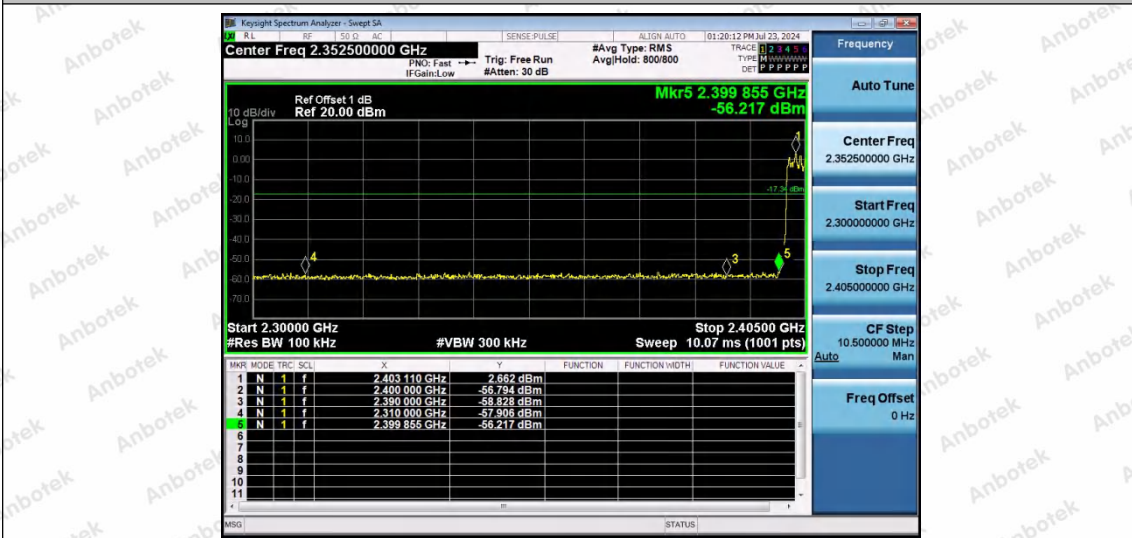 Keysight Spectrum Analyzer - Swept SA
RL RF 50 Ω AC SENSE:PULSE ALIGN AUTO 01:20:12 PM Jul 23, 2024
Center Freq 2.352500000 GHz
PNO: Fast
IFGain:Low
Trig: Free Run
#Atten: 30 dB
#Avg Type: RMS
Avg|Hold: 800/800
TRACE 1 2 3 4 5 6
TYPE M
DET P P P P P P
Frequency
Mkr5 2.399 855 GHz
-56.217 dBm
Ref Offset 1 dB
10 dB/div Ref 20.00 dBm
Log
10.0
0.00
-10.0
-20.0
-30.0
-40.0
-50.0
-60.0
-70.0
1
4
3
5
Start 2.30000 GHz Stop 2.40500 GHz
#Res BW 100 kHz #VBW 300 kHz Sweep 10.07 ms (1001 pts)
MKR MODE TRC SCL X Y FUNCTION FUNCTION WIDTH FUNCTION VALUE
1 N 1 f 2.403 110 GHz 2.662 dBm
2 N 1 f 2.400 000 GHz -56.794 dBm
3 N 1 f 2.390 000 GHz -58.828 dBm
4 N 1 f 2.310 000 GHz -57.906 dBm
5 N 1 f 2.399 855 GHz -56.217 dBm
6
7
8
9
10
11
MSG STATUS
Auto Tune
Center Freq
2.352500000 GHz
Start Freq
2.300000000 GHz
Stop Freq
2.405000000 GHz
CF Step
10.500000 MHz
Auto Man
Freq Offset
0 Hz
Anbotek